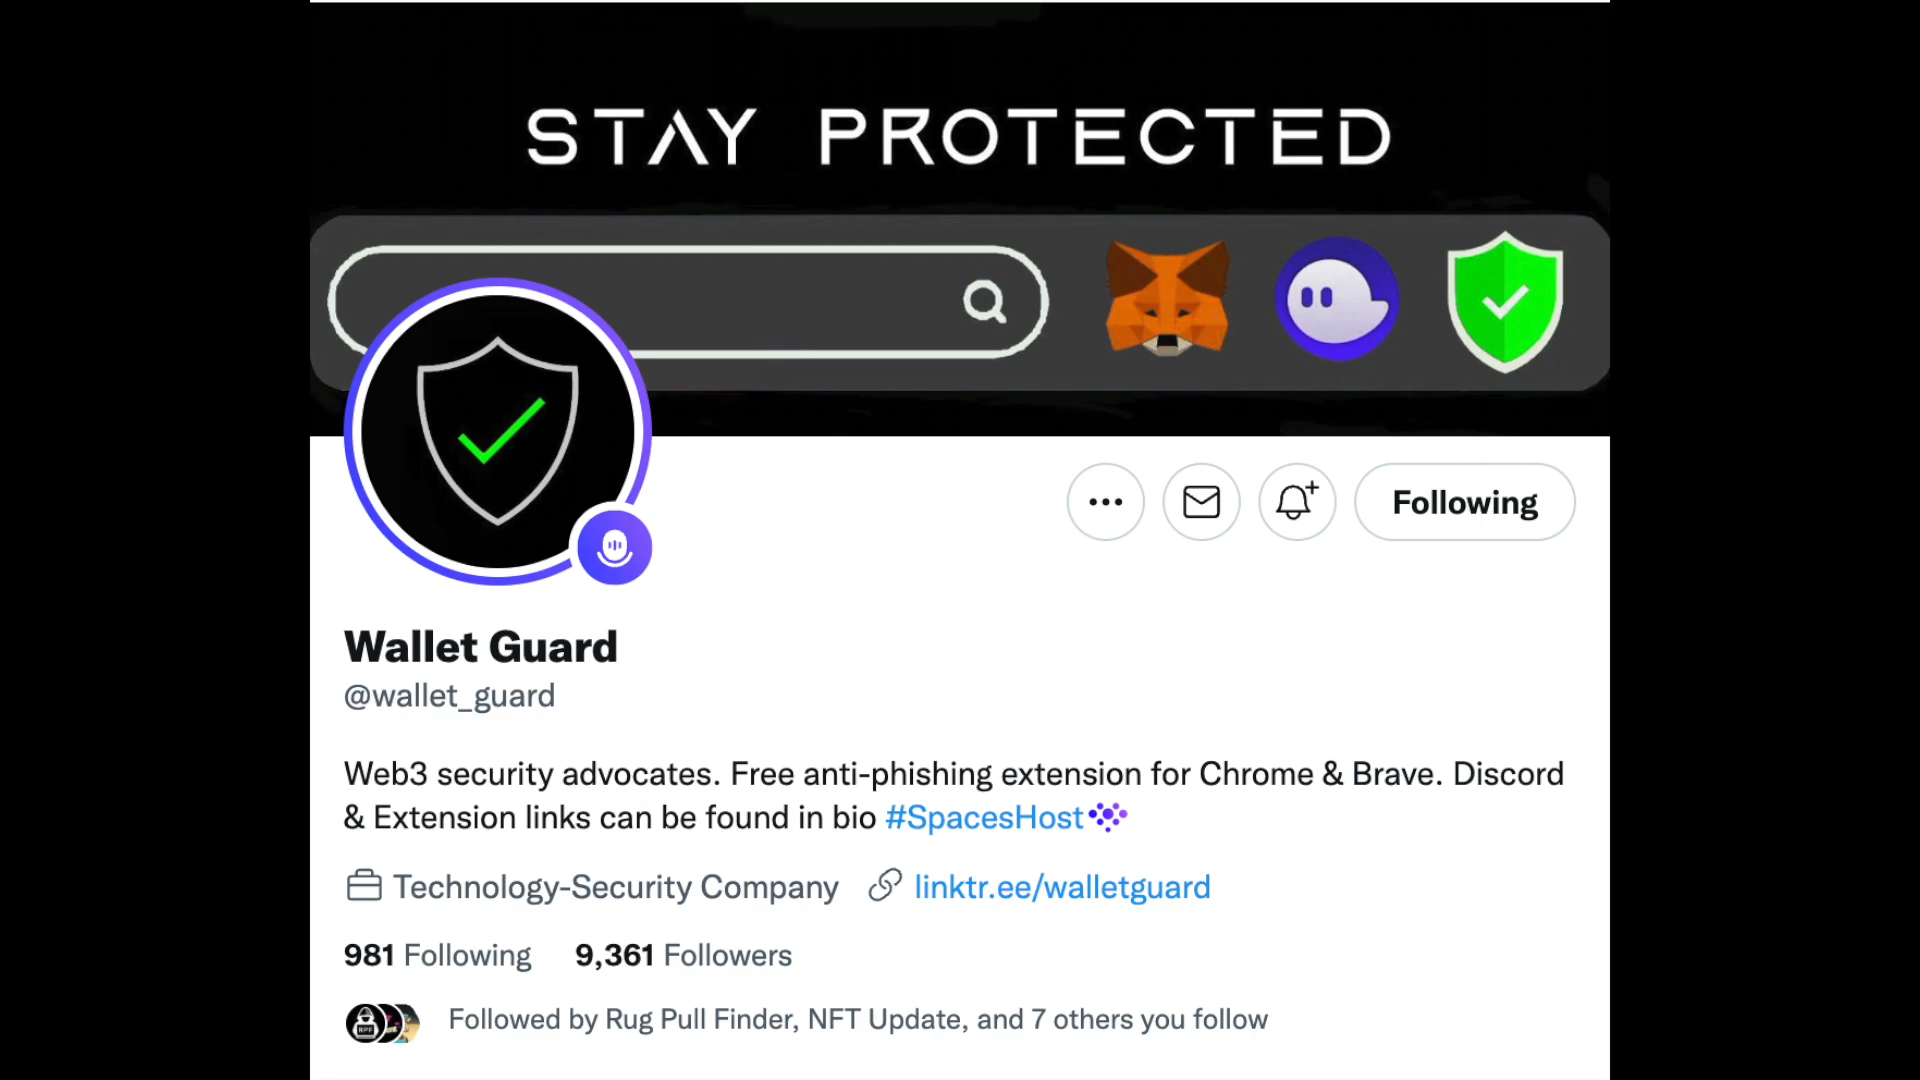 STAY PROTECTED
Following
Wallet Guard
@wallet_guard
Web3 security advocates. Free anti-phishing extension for Chrome & Brave. Discord
& Extension links can be found in bio #SpacesHost
Technology-Security Company linktr.ee/walletguard
981 Following 9,361 Followers
RPF
Followed by Rug Pull Finder, NFT Update, and 7 others you follow